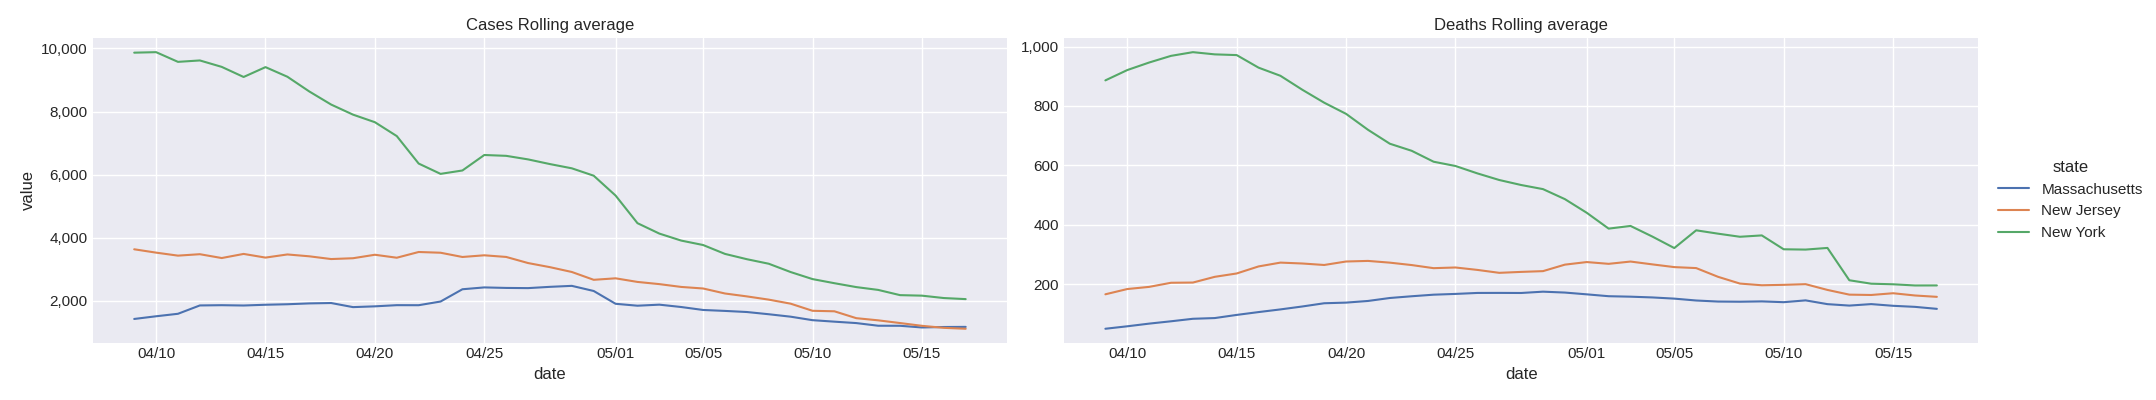 Cases Rolling average
10,000
8,000
6,000
4,000
2,000
value
04/10 04/15 04/20 04/25 05/01 05/05 05/10 05/15
date
Deaths Rolling average
1,000
800
600
400
200
04/10 04/15 04/20 04/25 05/01 05/05 05/10 05/15
date
state
Massachusetts
New Jersey
New York